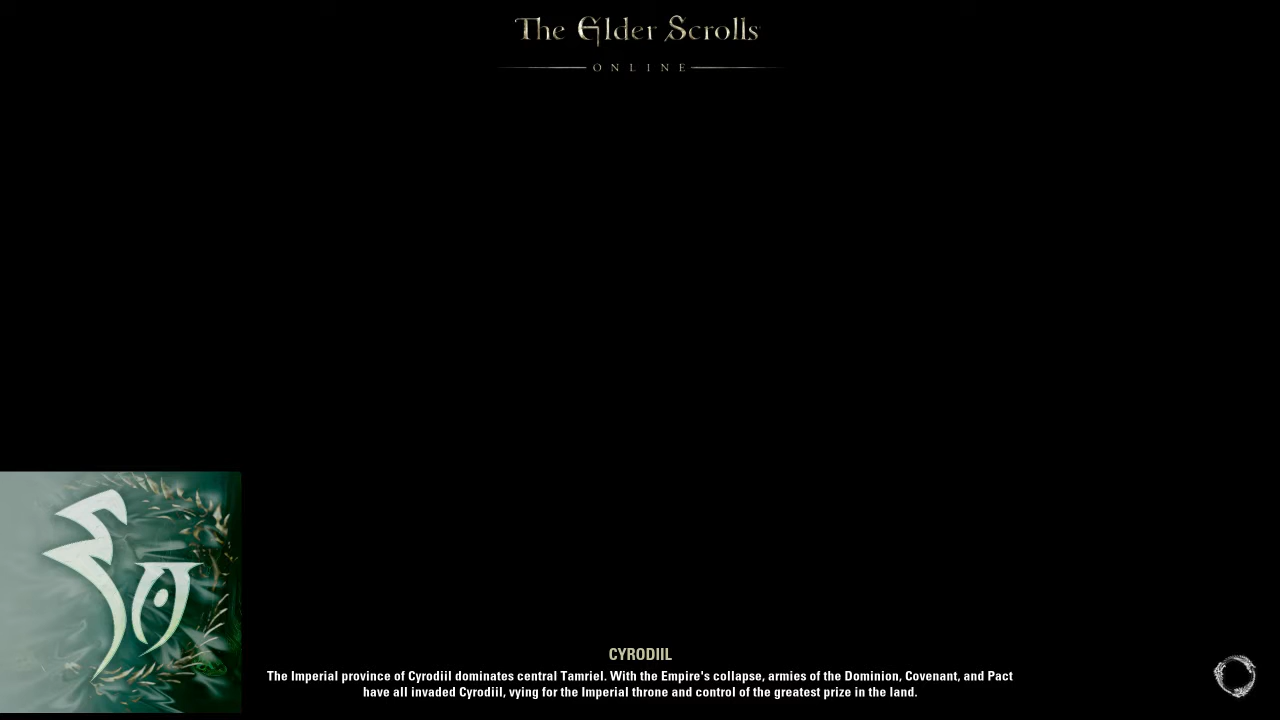 The Elder Scrolls
ONLINE
CYRODIIL
The Imperial province of Cyrodiil dominates central Tamriel. With the Empire's collapse, armies of the Dominion, Covenant, and Pact
have all invaded Cyrodiil, vying for the Imperial throne and control of the greatest prize in the land.